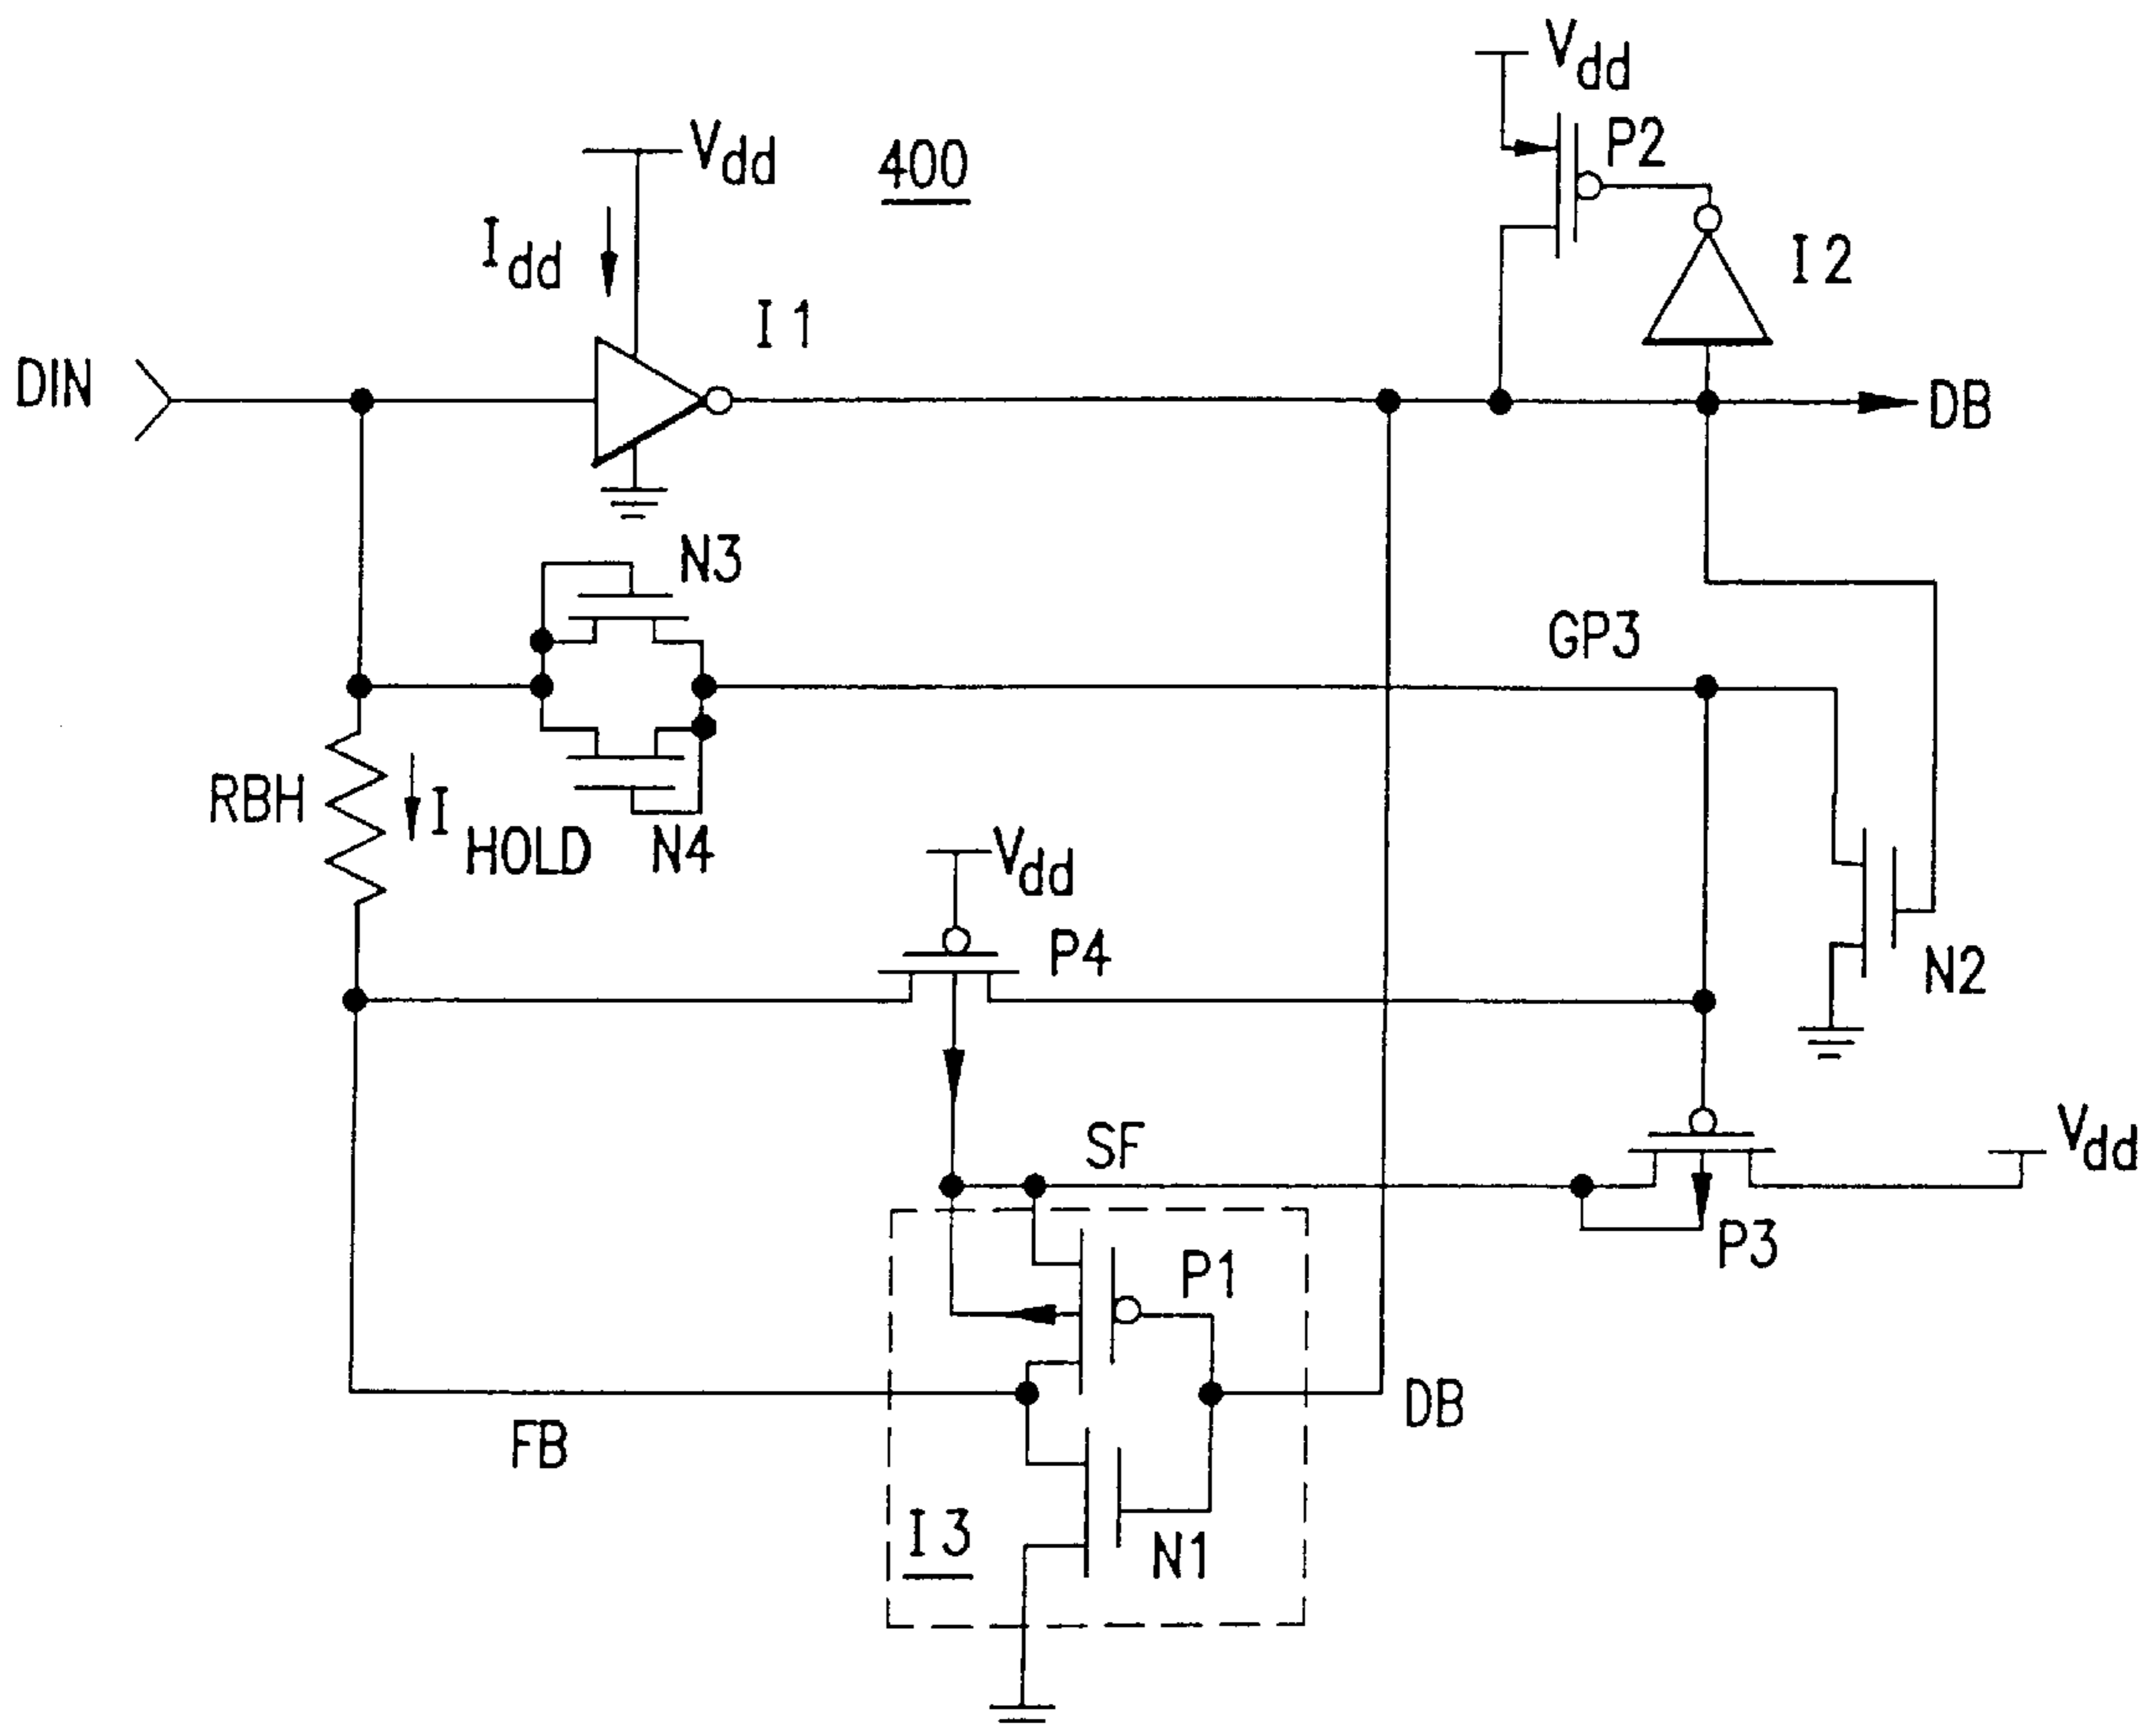 Vdd
P2
Vdd
400
Idd
I2
I1
DIN
DB
N3
GP3
RBH
IHOLD
N4
Vdd
P4
N2
SF
Vdd
P3
P1
DB
FB
I3
N1